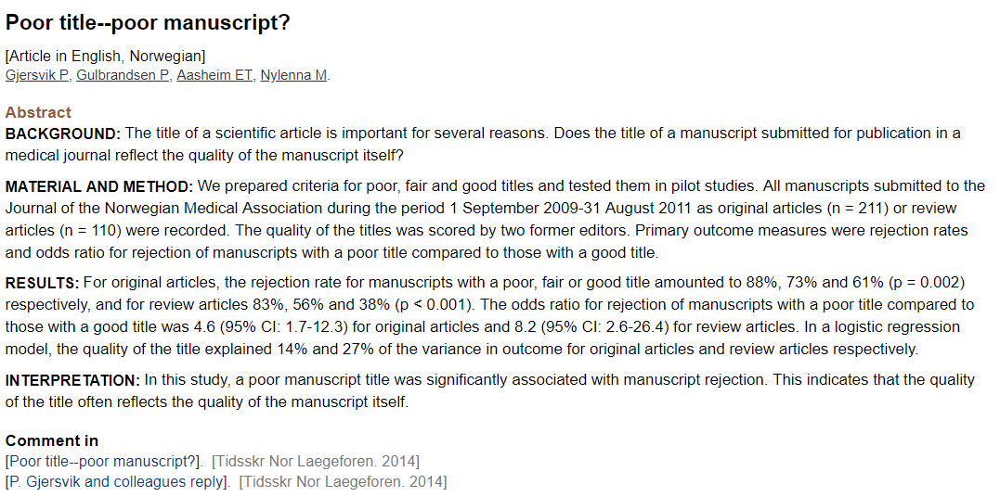 Poor title--poor manuscript?
[Article in English, Norwegian]
Gjersvik P, Gulbrandsen P, Aasheim ET, Nylenna M.
Abstract
BACKGROUND: The title of a scientific article is important for several reasons. Does the title of a manuscript submitted for publication in a
medical journal reflect the quality of the manuscript itself?
MATERIAL AND METHOD: We prepared criteria for poor, fair and good titles and tested them in pilot studies. All manuscripts submitted to the
Journal of the Norwegian Medical Association during the period 1 September 2009-31 August 2011 as original articles (n = 211) or review
articles (n = 110) were recorded. The quality of the titles was scored by two former editors. Primary outcome measures were rejection rates
and odds ratio for rejection of manuscripts with a poor title compared to those with a good title.
RESULTS: For original articles, the rejection rate for manuscripts with a poor, fair or good title amounted to 88%, 73% and 61% (p = 0.002)
respectively, and for review articles 83%, 56% and 38% (p < 0.001). The odds ratio for rejection of manuscripts with a poor title compared to
those with a good title was 4.6 (95% CI: 1.7-12.3) for original articles and 8.2 (95% CI: 2.6-26.4) for review articles. In a logistic regression
model, the quality of the title explained 14% and 27% of the variance in outcome for original articles and review articles respectively.
INTERPRETATION: In this study, a poor manuscript title was significantly associated with manuscript rejection. This indicates that the quality
of the title often reflects the quality of the manuscript itself.
Comment in
[Poor title--poor manuscript?]. [Tidsskr Nor Laegeforen. 2014]
[P. Gjersvik and colleagues reply]. [Tidsskr Nor Laegeforen. 2014]